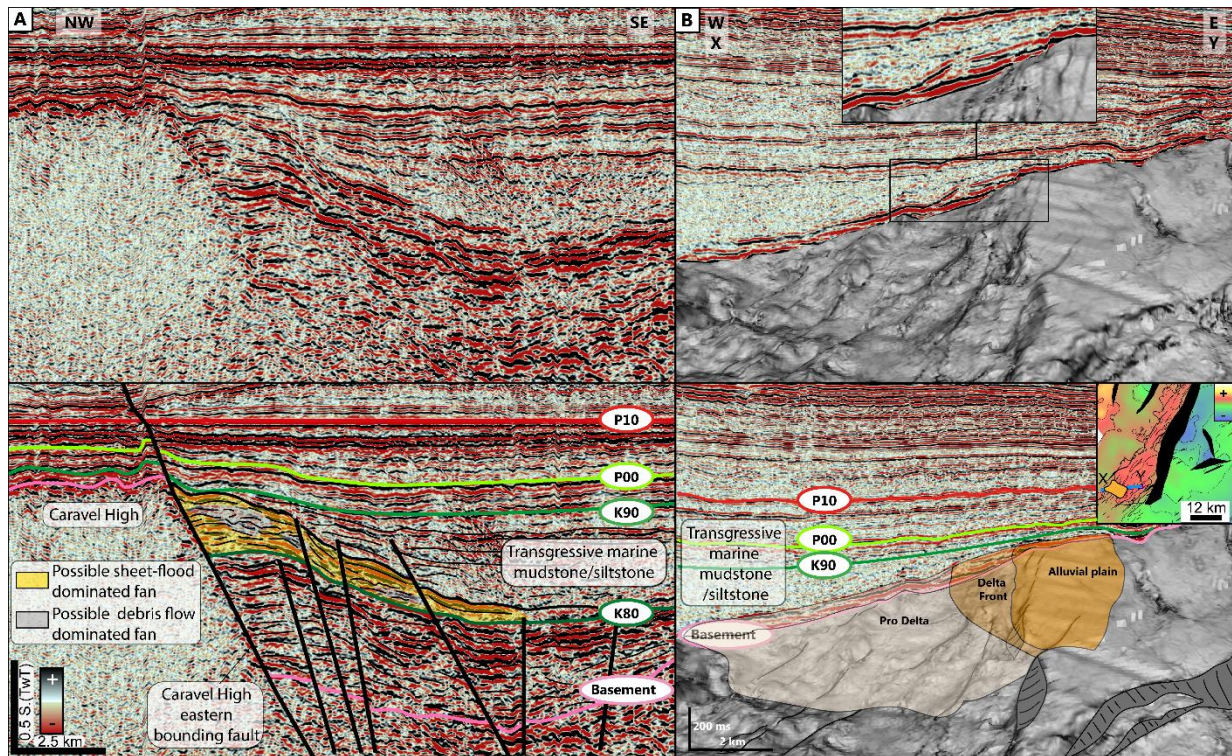 A
NW
SE
B
W
X
E
Y
P10
P00
K90
Caravel High
Possible sheet-flood
dominated fan
Possible debris flow
dominated fan
Transgressive marine
mudstone/siltstone
K80
Basement
0.5 S.(TwT)
+
-
2.5 km
Caravel High
eastern
bounding fault
+
-
X
Y
12 km
P10
Transgressive
marine
mudstone
/siltstone
P00
K90
Alluvial plain
Delta
Front
Pro Delta
Basement
200 ms
2 km